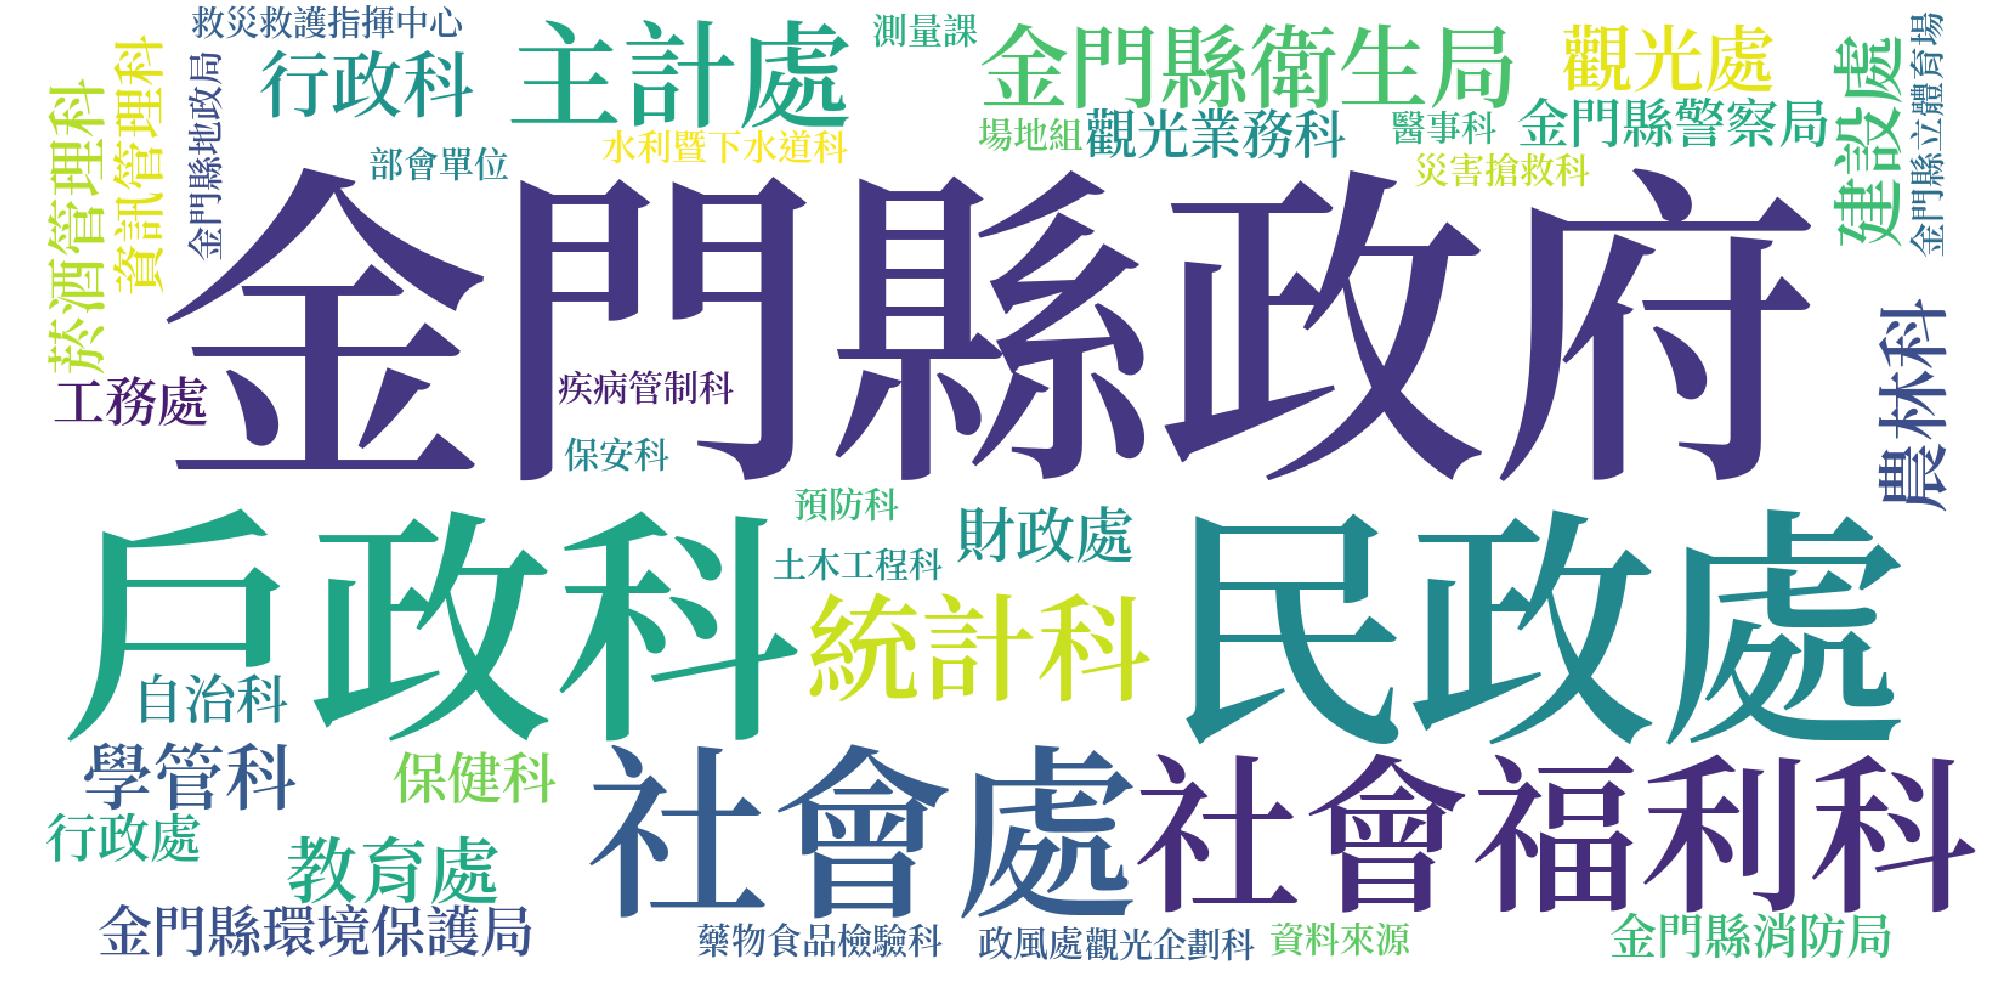 救災救護指揮中心
測量課
行政科
主計處
金門縣衛生局
觀光處
建設處
金門縣立體育場
菸酒管理科
資訊管理科
金門縣地政局
部會單位
水利暨下水道科
場地組
觀光業務科
醫事科
金門縣警察局
災害搶救科
金門縣政府
工務處
疾病管制科
保安科
農林科
預防科
土木工程科
財政處
戶政科
統計科
民政處
自治科
學管科
保健科
社會處
社會福利科
行政處
教育處
金門縣環境保護局
藥物食品檢驗科
政風處
觀光企劃科
資料來源
金門縣消防局